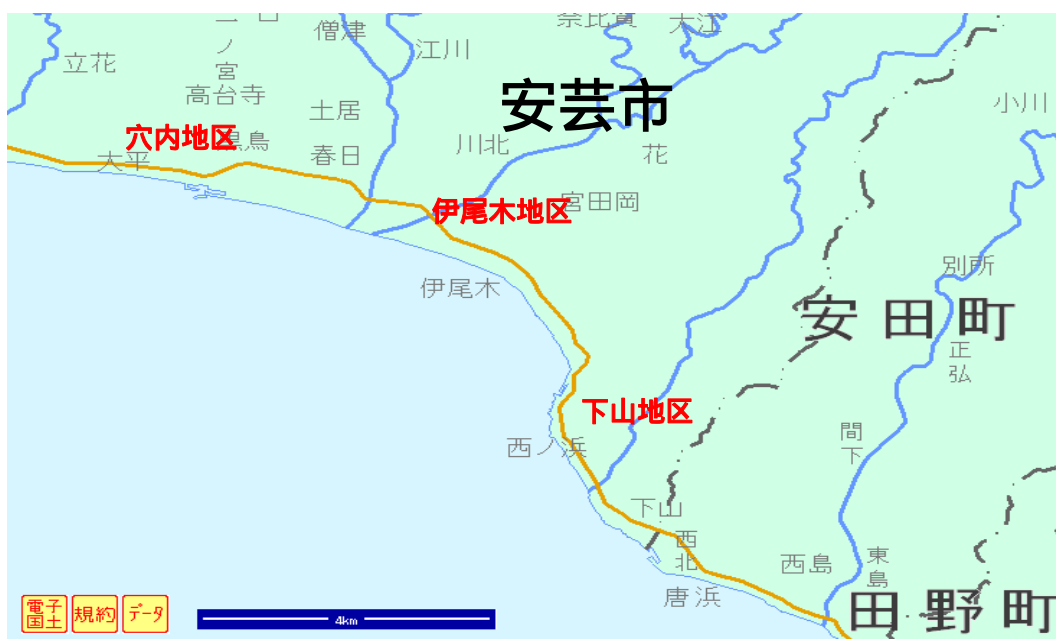 僧津
江川
奈比賀
大江
立花
ノ宮
高台寺
土居
安芸市
小川
穴内地区
黒鳥
大平
春日
川北
花
伊尾木地区
宮田岡
伊尾木
別所
安田町
正弘
下山地区
間下
西ノ浜
下山
西北
西島
東島
唐浜
田野町
電子国土
規約
データ
4km